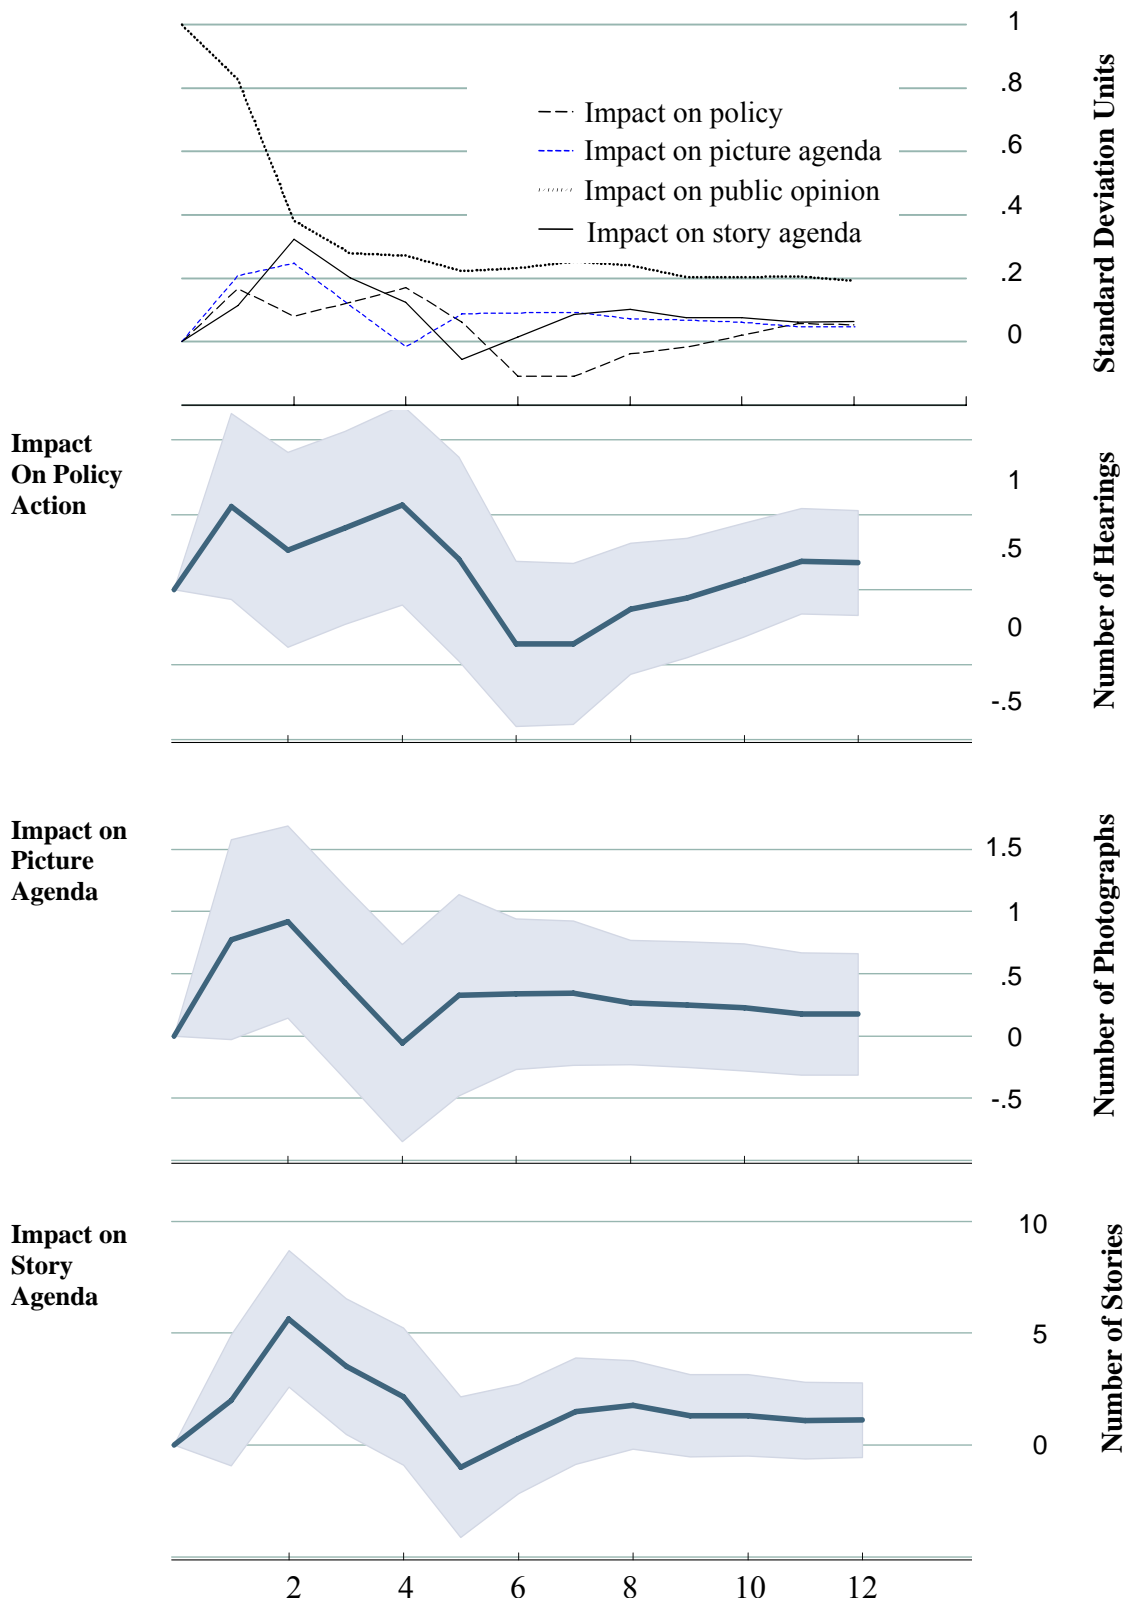 1
.8
.6
.4
.2
0
Standard Deviation Units
Impact on policy
Impact on picture agenda
Impact on public opinion
Impact on story agenda
Impact
On Policy
Action
1
.5
0
-.5
Number of Hearings
Impact on
Picture
Agenda
1.5
1
.5
0
-.5
Number of Photographs
Impact on
Story
Agenda
10
5
0
Number of Stories
2 4 6 8 10 12